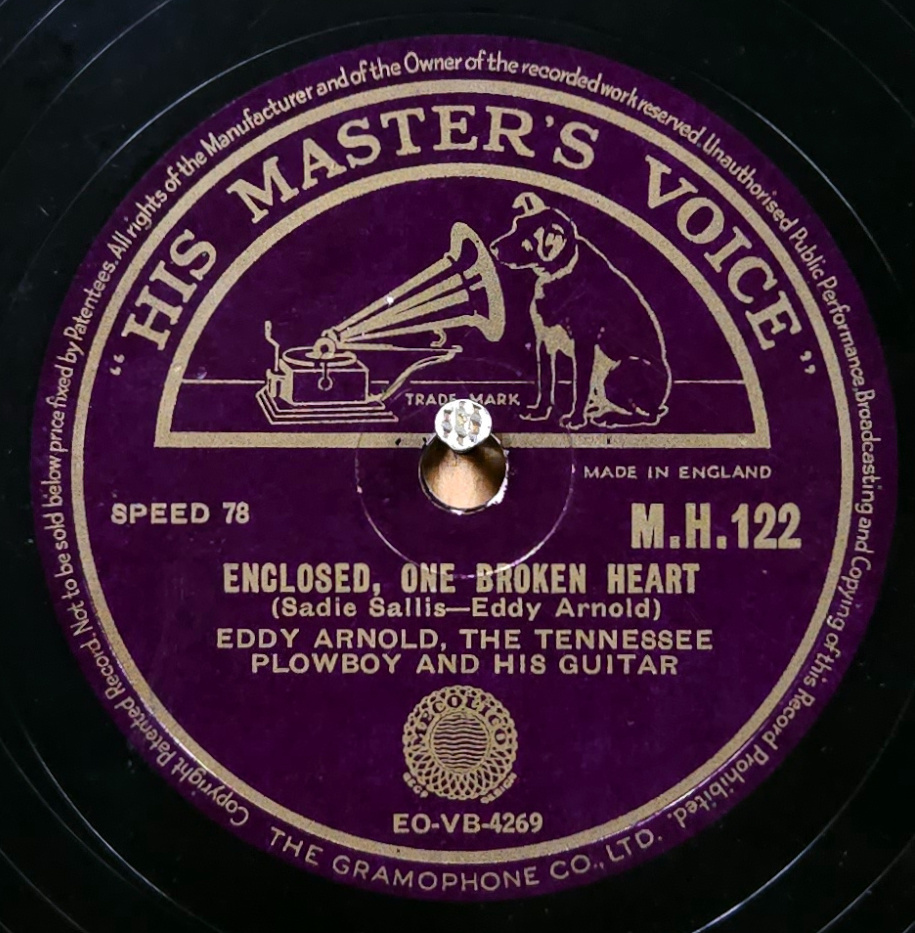 Copyright Patented Record. Not to be sold below price fixed by Patentees. All rights of the Manufacturer and of the Owner of the recorded work reserved. Unauthorised Public Performance, Broadcasting and Copying of this Record Prohibited.
“HIS MASTER'S VOICE”
TRADE MARK
MADE IN ENGLAND
SPEED 78
M.H.122
ENCLOSED, ONE BROKEN HEART
(Sadie Sallis—Eddy Arnold)
EDDY ARNOLD, THE TENNESSEE
PLOWBOY AND HIS GUITAR
MECOLICO
DESIGN
EO-VB-4269
THE GRAMOPHONE CO., LTD.